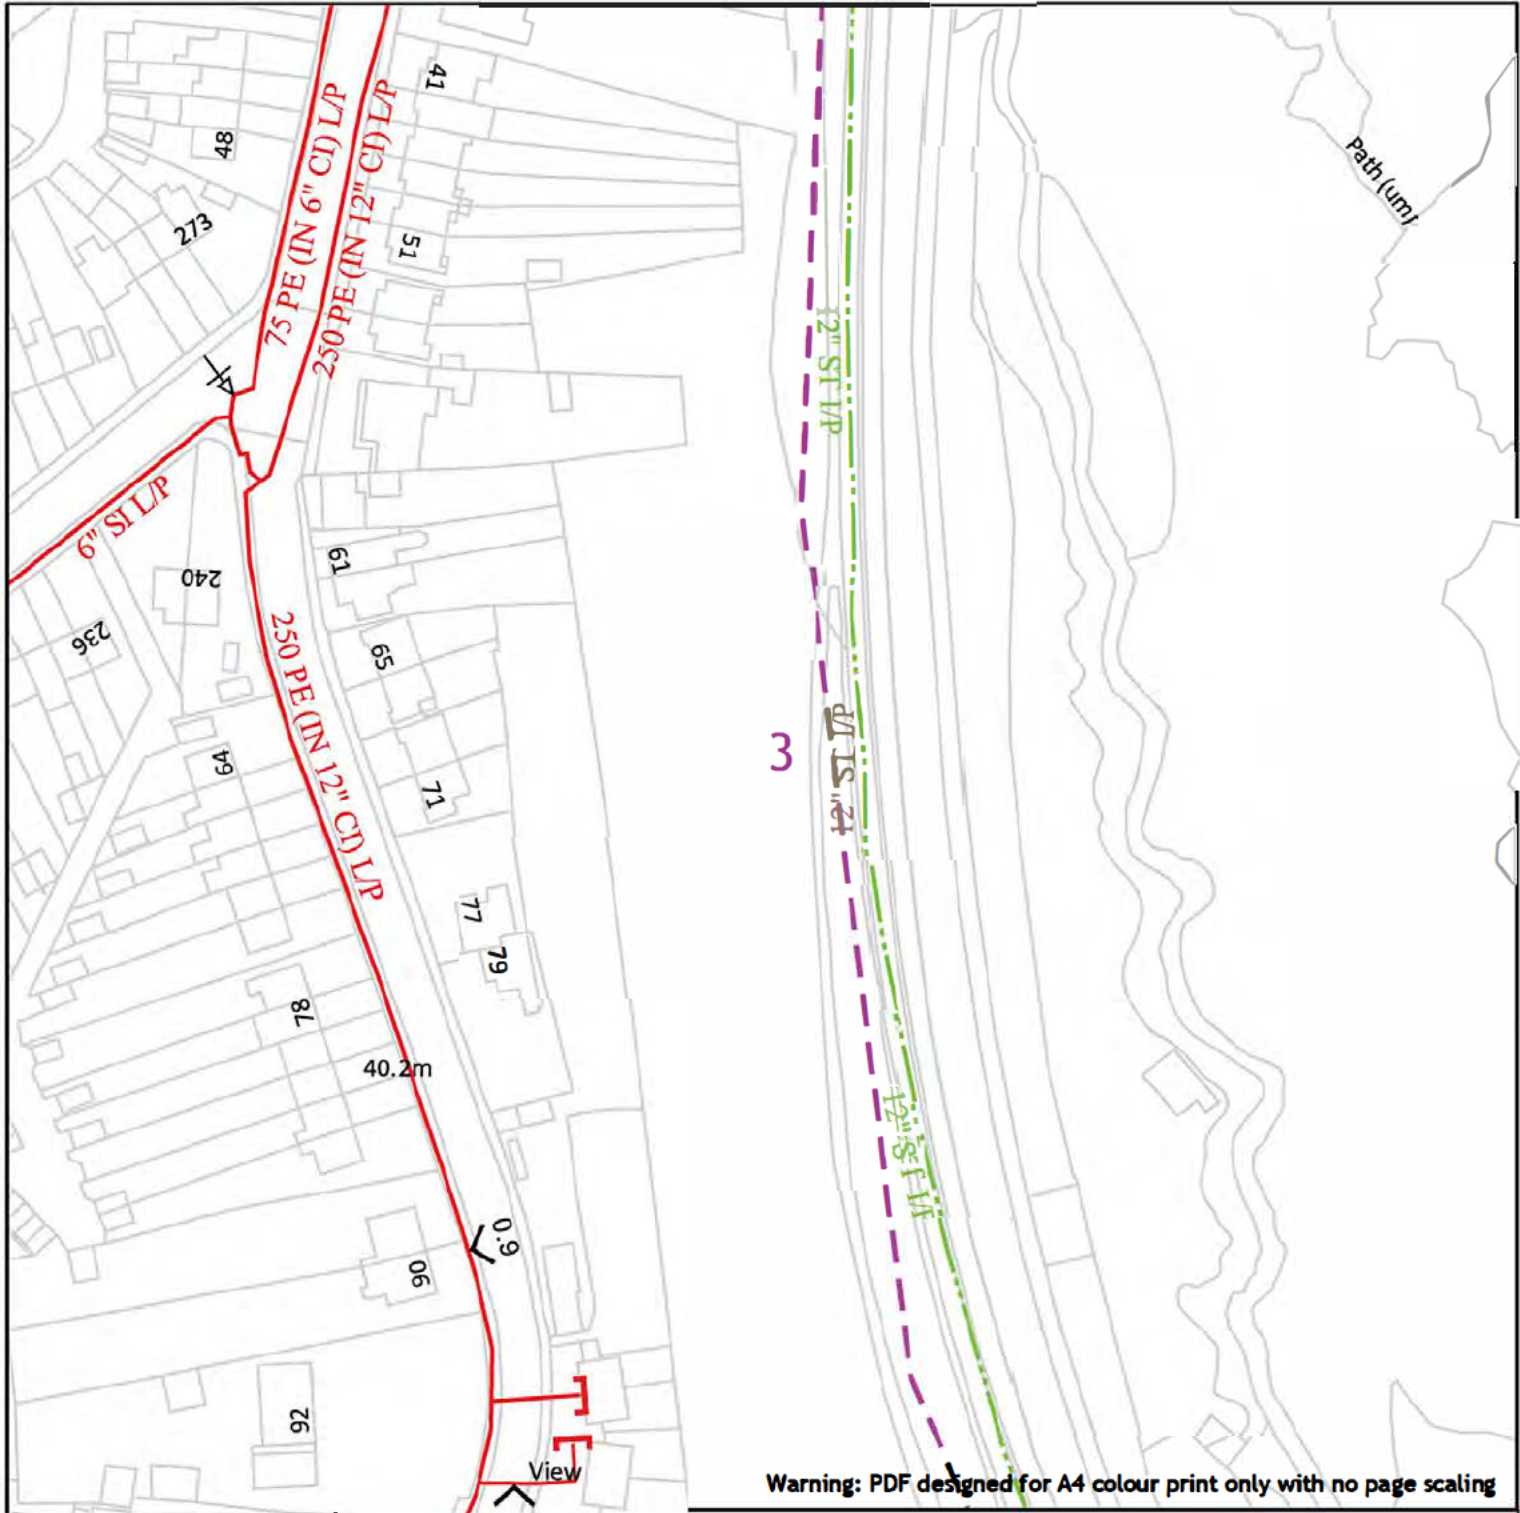 41
48
75 PE (IN 6" CI) L/P
250 PE (IN 12" CI) L/P
Path (um)
273
51
12" ST I/P
6" SI L/P
61
240
236
250 PE (IN 12" CI) L/P
65
12" ST I/P
3
64
71
77
79
78
40.2m
12" ST I/
0.9
90
92
View
Warning: PDF designed for A4 colour print only with no page scaling